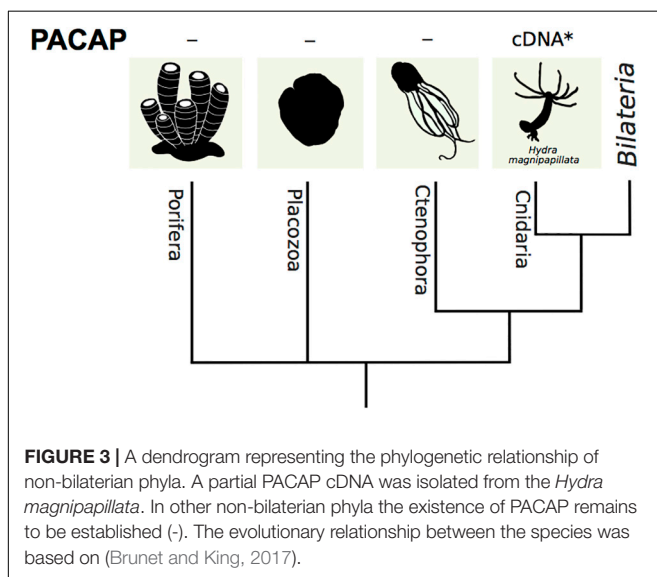 PACAP - - - cDNA*
Hydra
magnipapillata
Bilateria
Porifera
Placozoa
Ctenophora
Cnidaria
FIGURE 3 | A dendrogram representing the phylogenetic relationship of
non-bilaterian phyla. A partial PACAP cDNA was isolated from the Hydra
magnipapillata. In other non-bilaterian phyla the existence of PACAP remains
to be established (-). The evolutionary relationship between the species was
based on (Brunet and King, 2017).